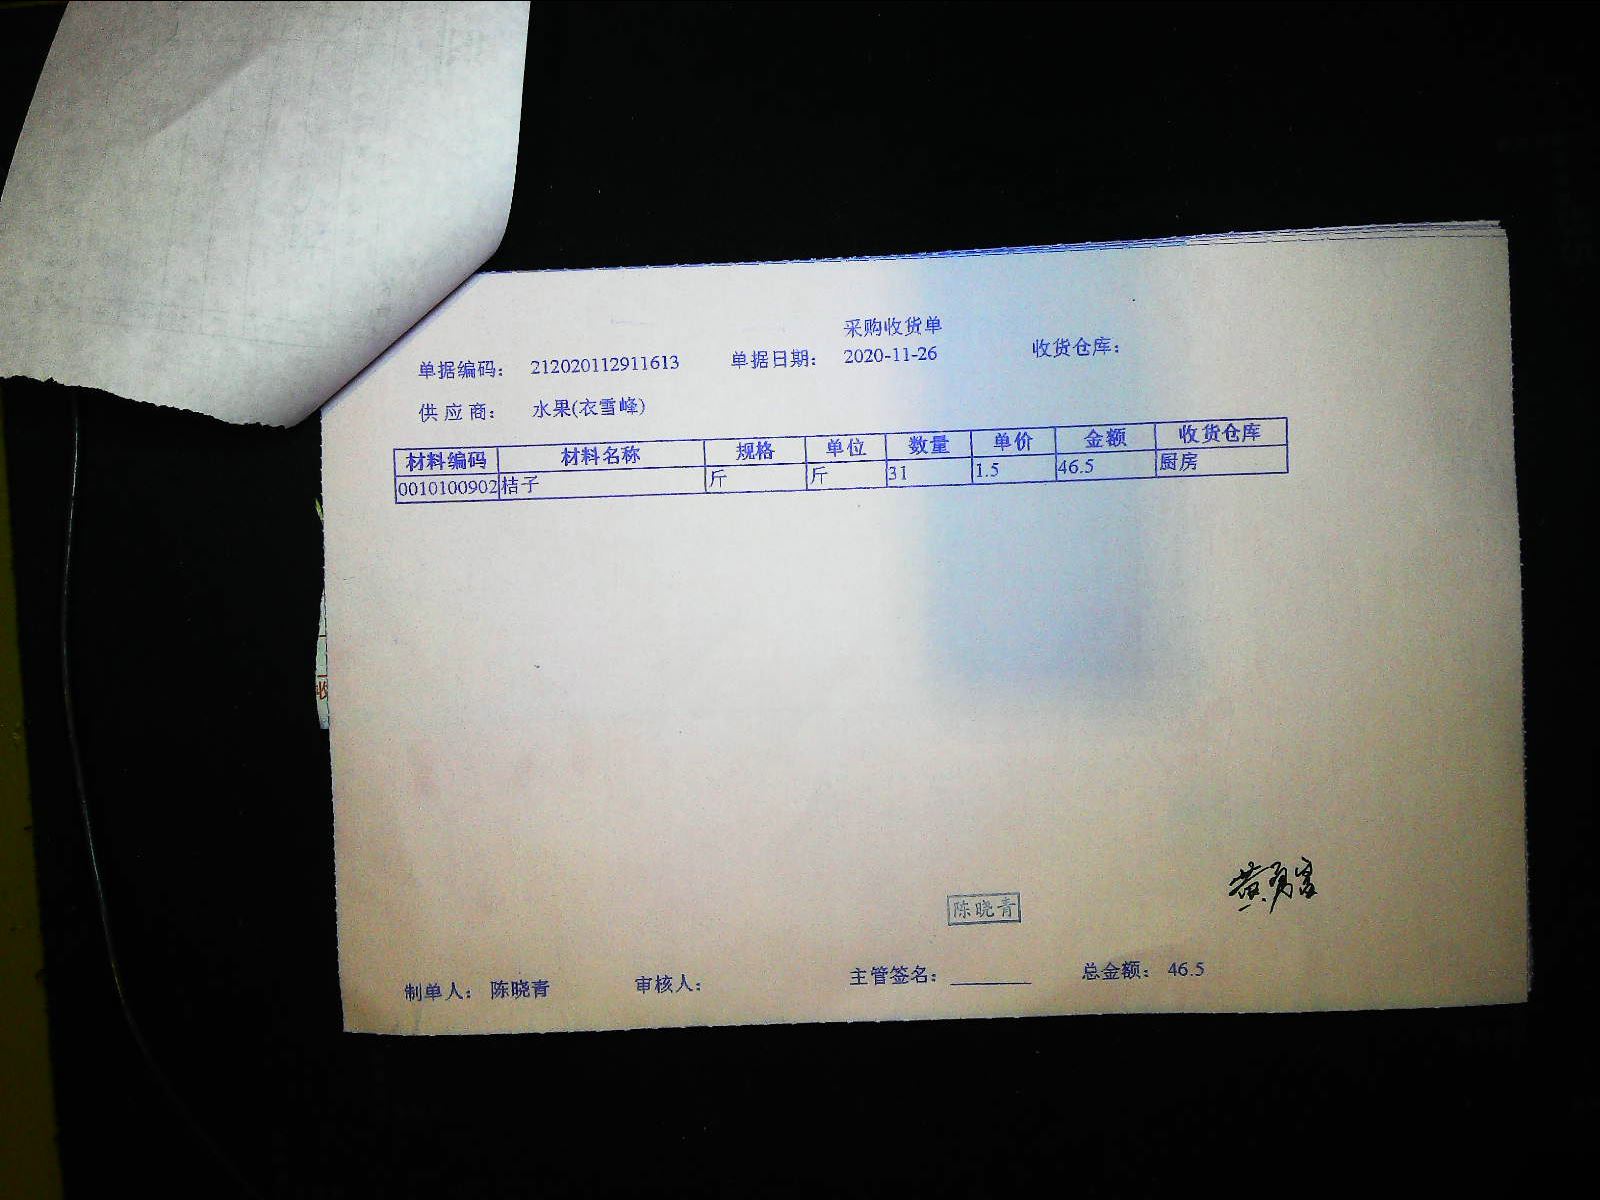 采购收货单
单据编码： 212020112911613 单据日期： 2020-11-26 收货仓库：
供 应 商： 水果(衣雪峰)
材料编码 材料名称 规格 单位 数量 单价 金额 收货仓库
0010100902 桔子 斤 斤 31 1.5 46.5 厨房
收
陈晓青
制单人： 陈晓青 审核人： 主管签名： ______ 总金额： 46.5